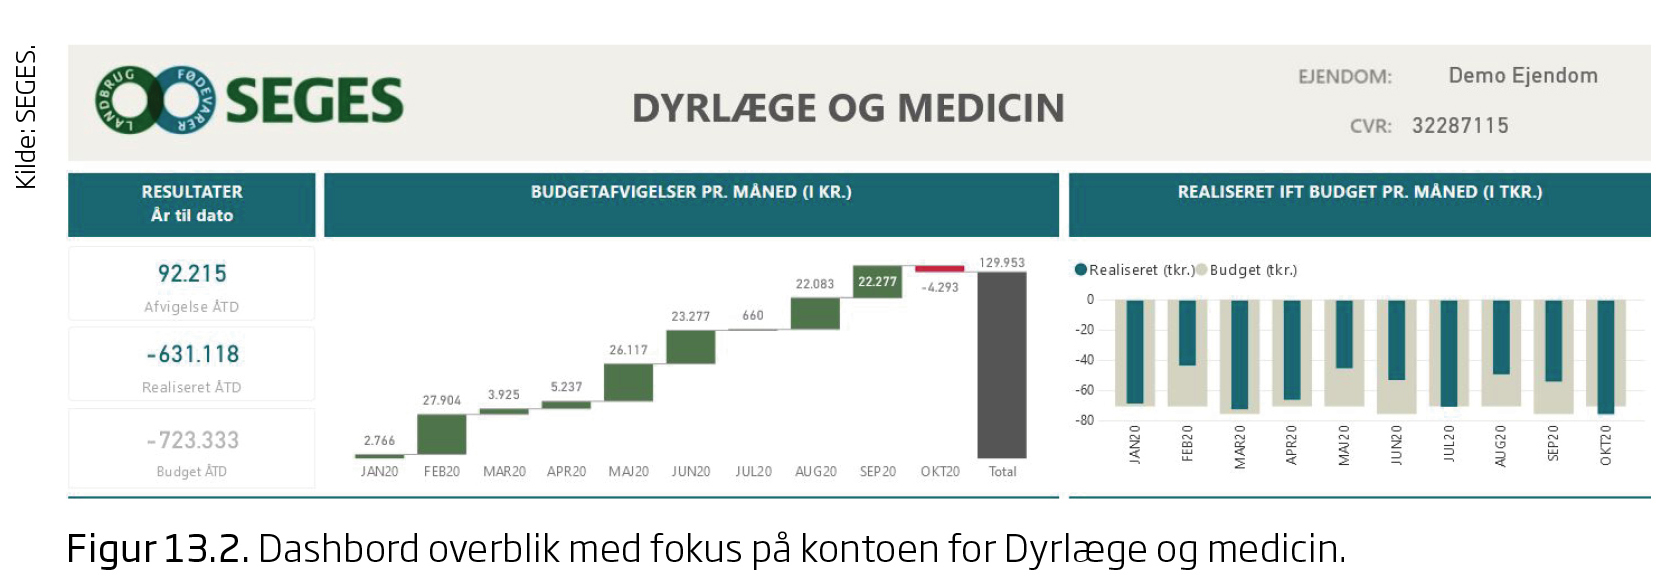 Kilde: SEGES.
LANDBRUG FØDEVARER
SEGES
DYRLÆGE OG MEDICIN
EJENDOM: Demo Ejendom
CVR: 32287115
RESULTATER
År til dato
92.215
Afvigelse ÅTD
-631.118
Realiseret ÅTD
-723.333
Budget ÅTD
BUDGETAFVIGELSER PR. MÅNED (I KR.)
2.766
27.904
3.925
5.237
26.117
23.277
660
22.083
22.277
-4.293
129.953
JAN20 FEB20 MAR20 APR20 MAJ20 JUN20 JUL20 AUG20 SEP20 OKT20 Total
REALISERET IFT BUDGET PR. MÅNED (I TKR.)
Realiseret (tkr.) Budget (tkr.)
0
-20
-40
-60
-80
JAN20 FEB20 MAR20 APR20 MAJ20 JUN20 JUL20 AUG20 SEP20 OKT20
Figur 13.2. Dashbord overblik med fokus på kontoen for Dyrlæge og medicin.